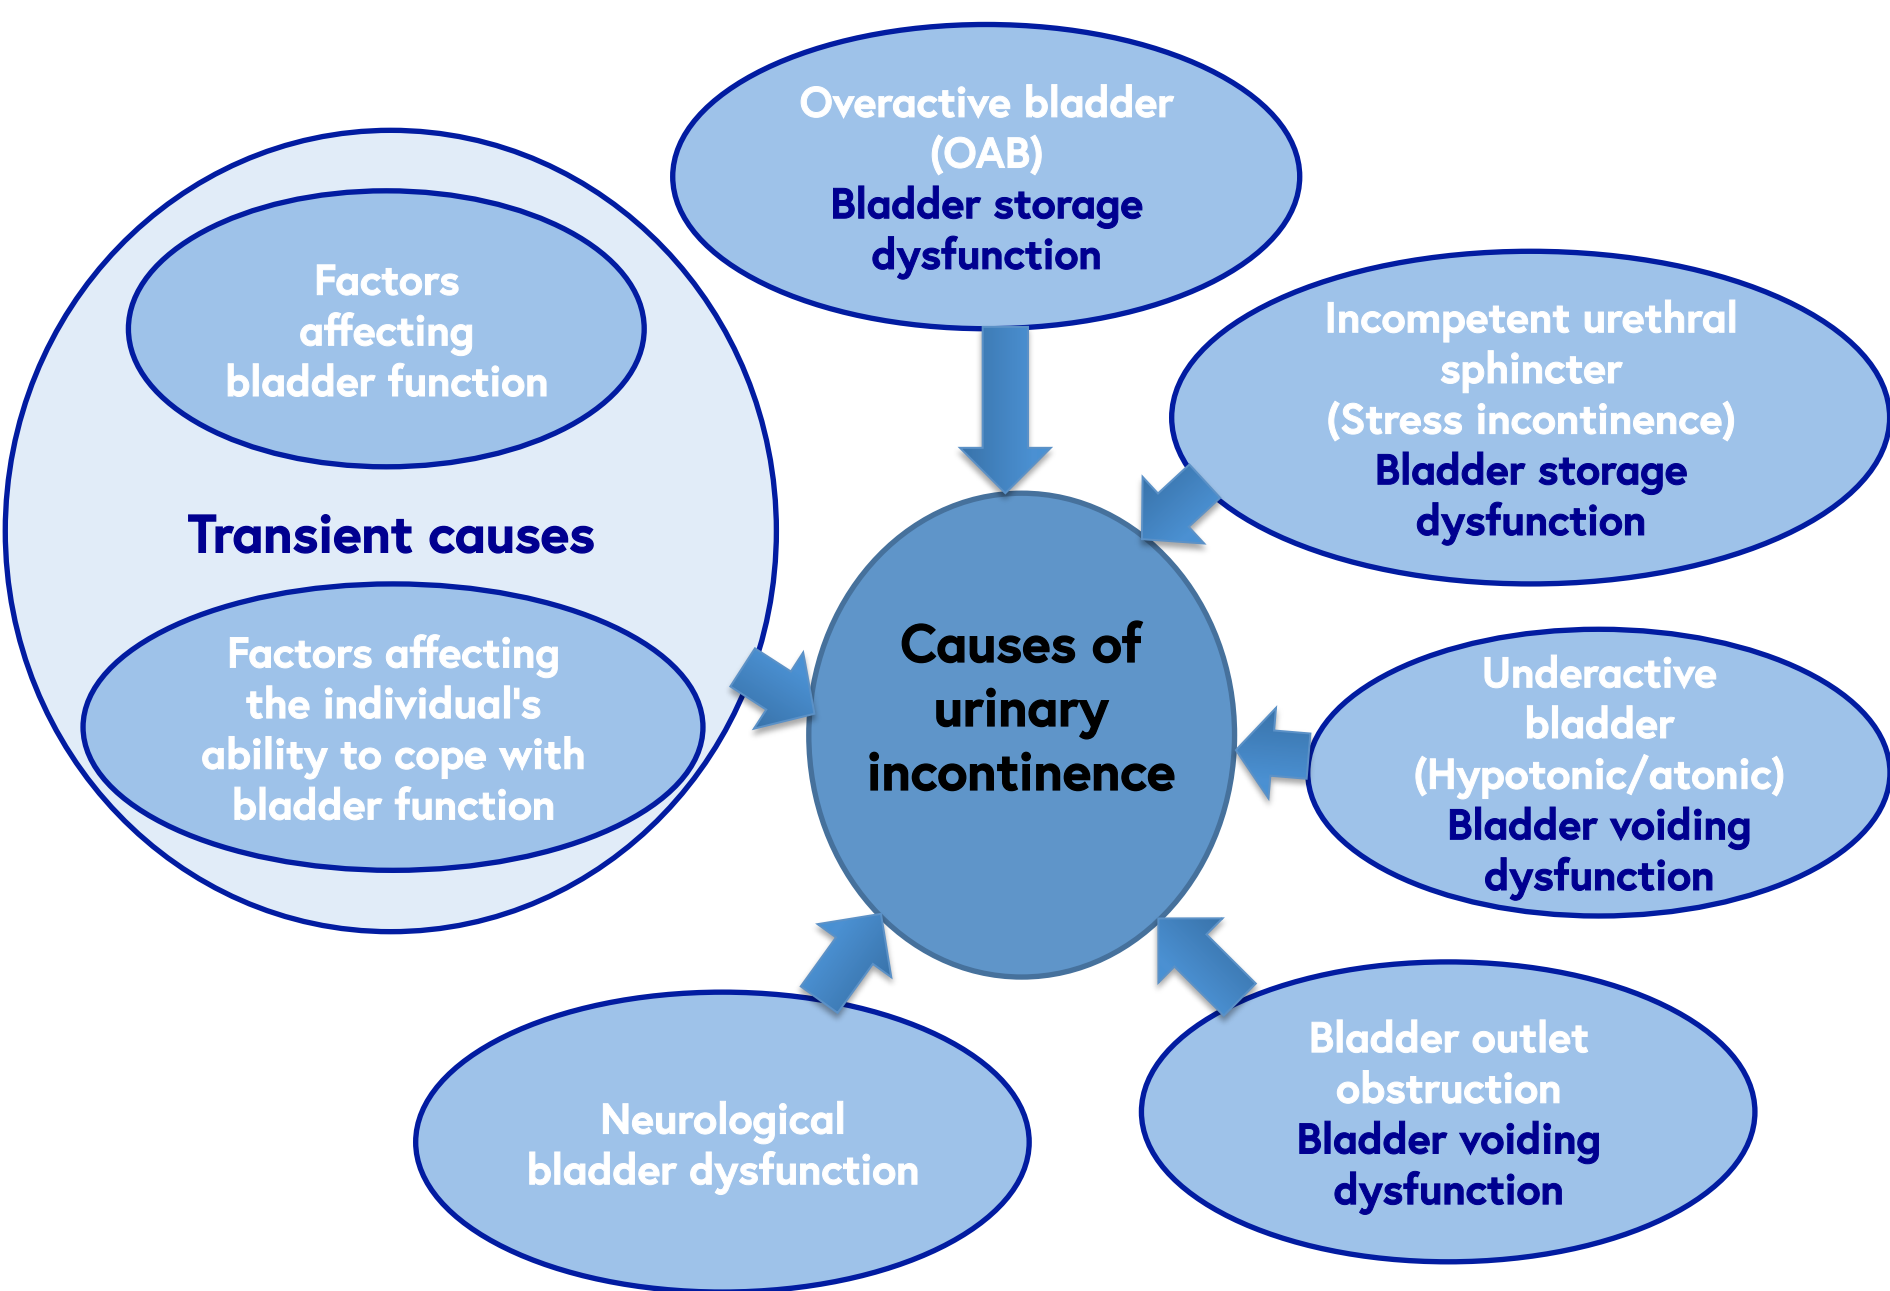 Overactive bladder
(OAB)
Bladder storage
dysfunction
Factors
affecting
bladder function
Transient causes
Factors affecting
the individual's
ability to cope with
bladder function
Incompetent urethral
sphincter
(Stress incontinence)
Bladder storage
dysfunction
Causes of
urinary
incontinence
Underactive
bladder
(Hypotonic/atonic)
Bladder voiding
dysfunction
Neurological
bladder dysfunction
Bladder outlet
obstruction
Bladder voiding
dysfunction